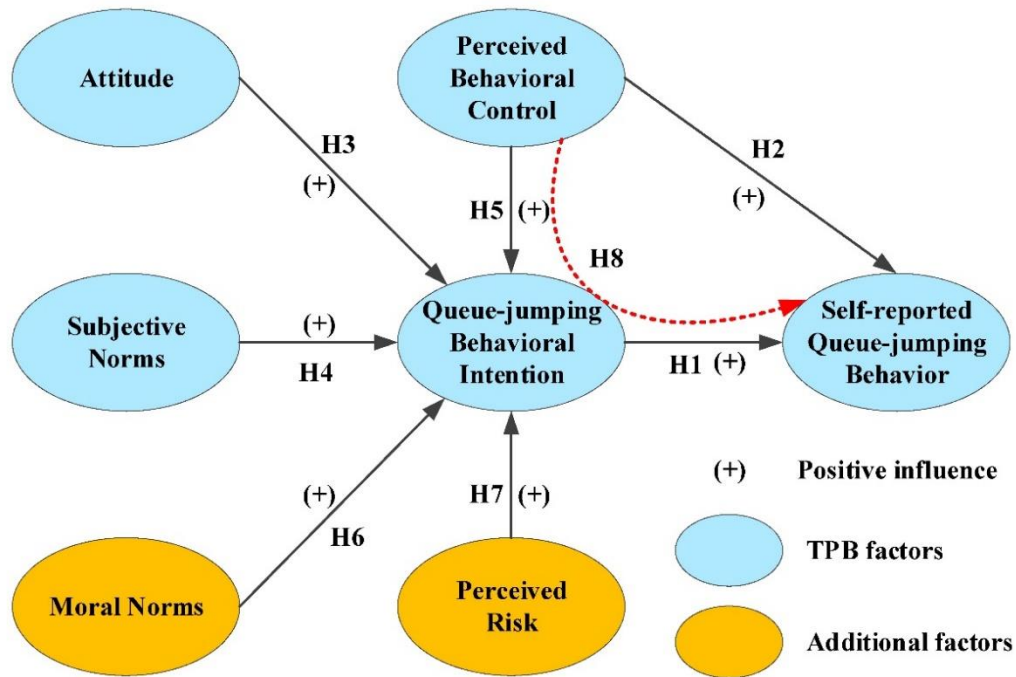 Attitude
Perceived
Behavioral
Control
H3
(+)
H2
(+)
H5 (+)
H8
Subjective
Norms
(+)
H4
Queue-jumping
Behavioral
Intention
H1 (+)
Self-reported
Queue-jumping
Behavior
(+)
H6
H7 (+)
Moral Norms
Perceived
Risk
(+) Positive influence
TPB factors
Additional factors